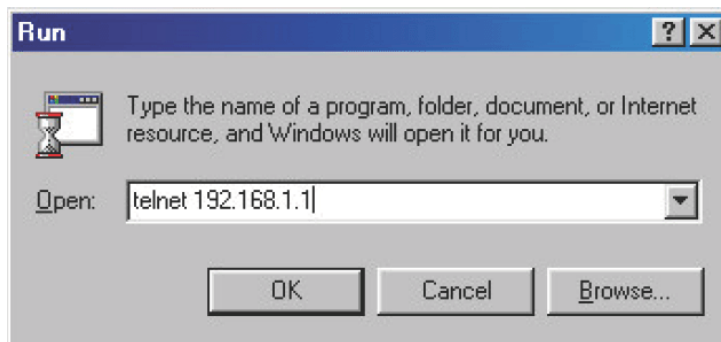 Run
Type the name of a program, folder, document, or Internet
resource, and Windows will open it for you.
Open:
telnet 192.168.1.1
OK
Cancel
Browse...